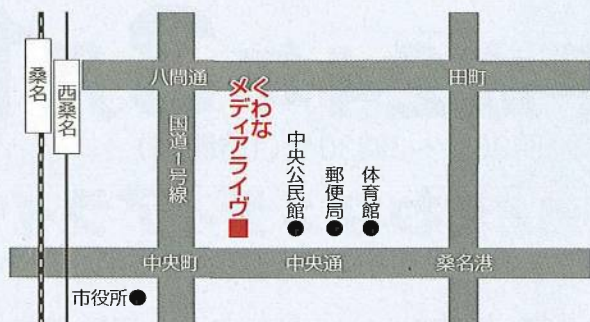 桑名
西桑名
八間通
田町
国道1号線
くわな
メディアライヴ
中央公民館
郵便局
体育館
中央町
中央通
桑名港
市役所